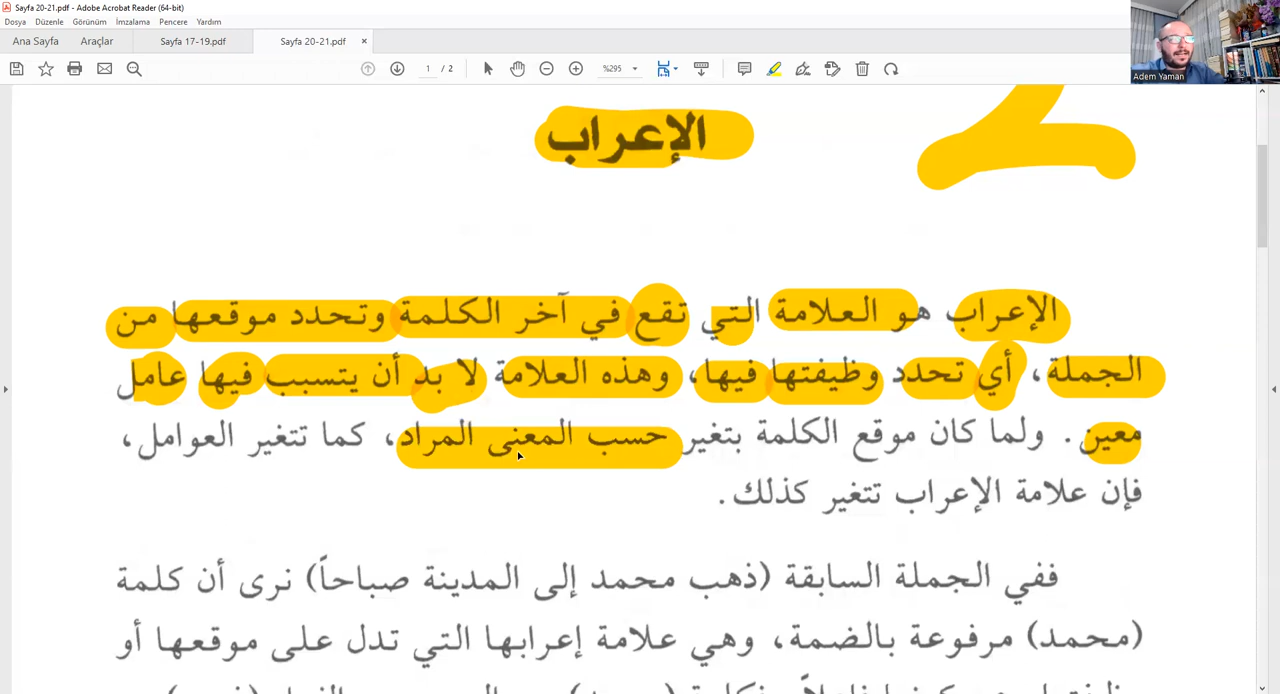 Sayfa 20-21.pdf - Adobe Acrobat Reader (64-bit)
Dosya Düzenle Görünüm İmzalama Pencere Yardım
Ana Sayfa Araçlar Sayfa 17-19.pdf Sayfa 20-21.pdf ×
1 / 2 %295
Adem Yaman
الإعراب
الإعراب هو العلامة التي تقع في آخر الكلمة وتحدد موقعها من
الجملة، أي تحدد وظيفتها فيها، وهذه العلامة لا بد أن يتسبب فيها عامل
معين. ولما كان موقع الكلمة بتغير حسب المعنى المراد، كما تتغير العوامل،
فإن علامة الإعراب تتغير كذلك.
ففي الجملة السابقة (ذهب محمد إلى المدينة صباحاً) نرى أن كلمة
(محمد) مرفوعة بالضمة، وهي علامة إعرابها التي تدل على موقعها أو